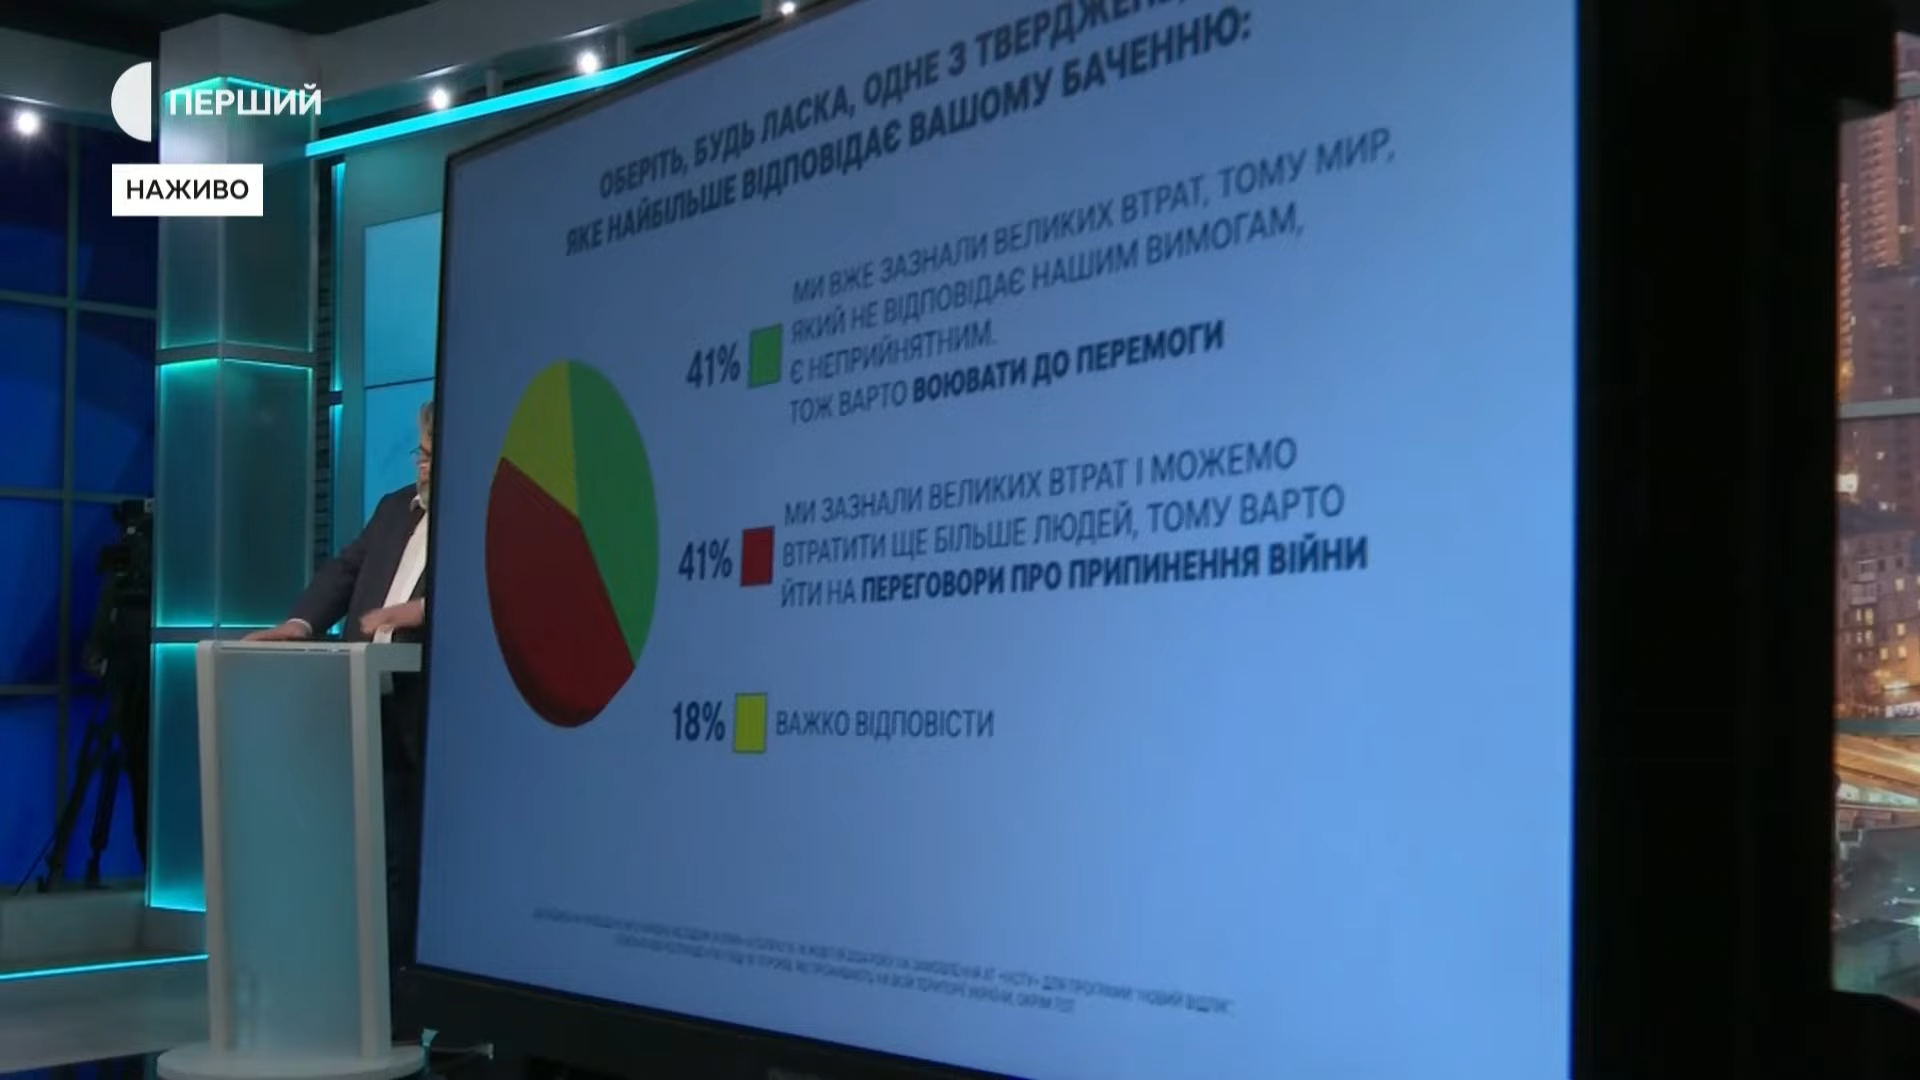 ПЕРШИЙ
НАЖИВО
ОБЕРІТЬ, БУДЬ ЛАСКА, ОДНЕ З
ЯКЕ НАЙБІЛЬШЕ ВІДПОВІДАЄ ВАШОМУ БАЧЕННЮ:
41%
МИ ВЖЕ ЗАЗНАЛИ ВЕЛИКИХ ВТРАТ, ТОМУ МИР,
ЯКИЙ НЕ ВІДПОВІДАЄ НАШИМ ВИМОГАМ,
Є НЕПРИЙНЯТНИМ.
ТОЖ ВАРТО ВОЮВАТИ ДО ПЕРЕМОГИ
41%
МИ ЗАЗНАЛИ ВЕЛИКИХ ВТРАТ І МОЖЕМО
ВТРАТИТИ ЩЕ БІЛЬШЕ ЛЮДЕЙ, ТОМУ ВАРТО
ЙТИ НА ПЕРЕГОВОРИ ПРО ПРИПИНЕННЯ ВІЙНИ
18%
ВАЖКО ВІДПОВІСТИ